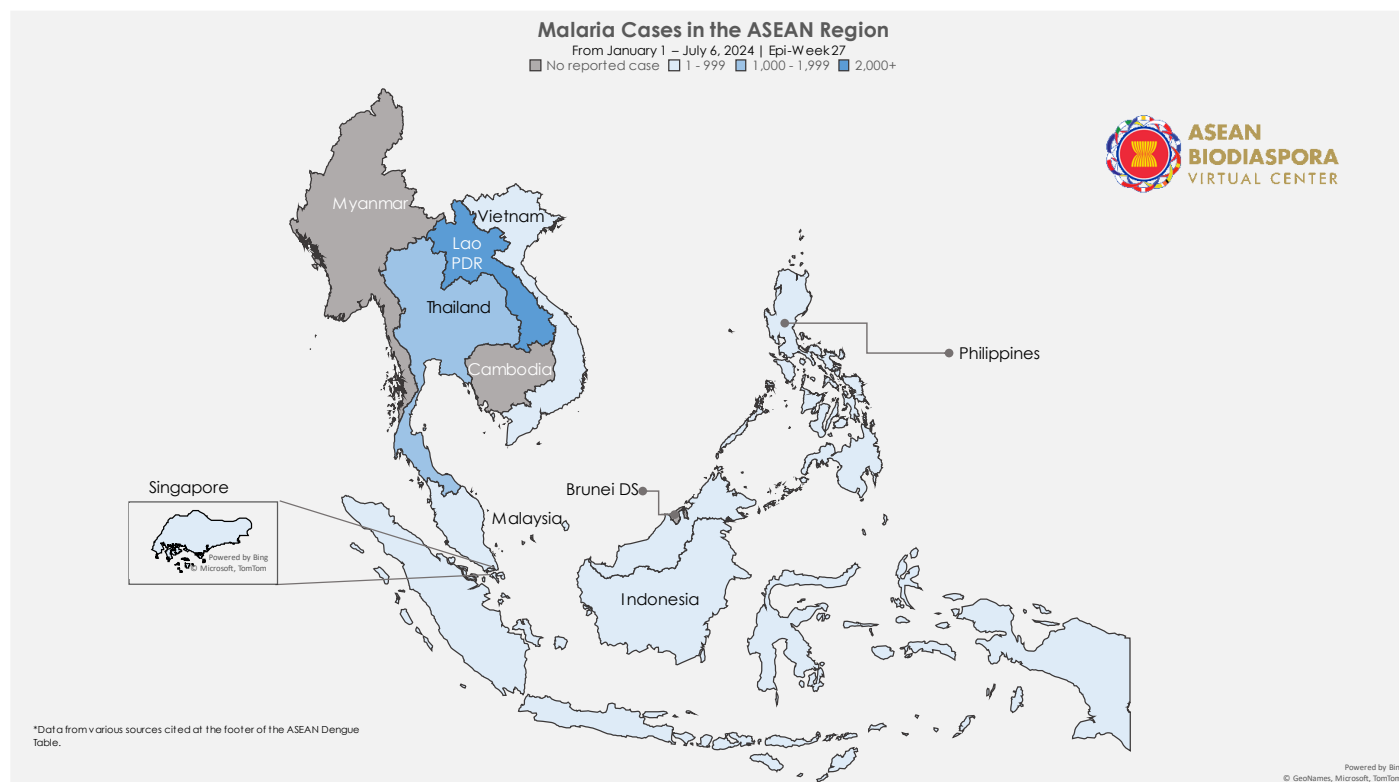 Malaria Cases in the ASEAN Region
From January 1 – July 6, 2024 | Epi-Week 27
No reported case 1 - 999 1,000 - 1,999 2,000+
ASEAN
BIODIASPORA
VIRTUAL CENTER
Myanmar
Vietnam
Lao
PDR
Thailand
Cambodia
Philippines
Singapore
Brunei DS
Malaysia
Powered by Bing
© Microsoft, TomTom
Indonesia
*Data from various sources cited at the footer of the ASEAN Dengue
Table.
Powered by Bing
© GeoNames, Microsoft, TomTom